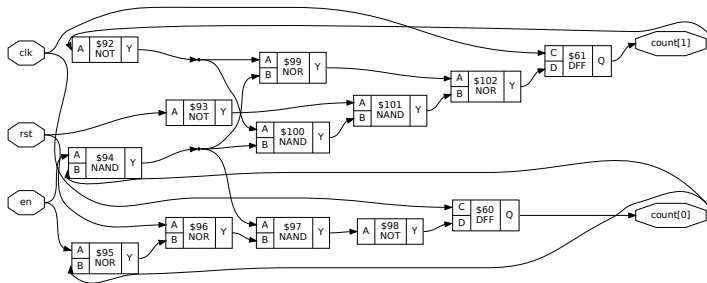 clk
rst
en
A $92 NOT Y
A $93 NOT Y
A B $94 NAND Y
A B $95 NOR Y
A B $96 NOR Y
A B $99 NOR Y
A B $100 NAND Y
A B $97 NAND Y
A B $101 NAND Y
A $98 NOT Y
A B $102 NOR Y
C D $60 DFF Q
C D $61 DFF Q
count[1]
count[0]